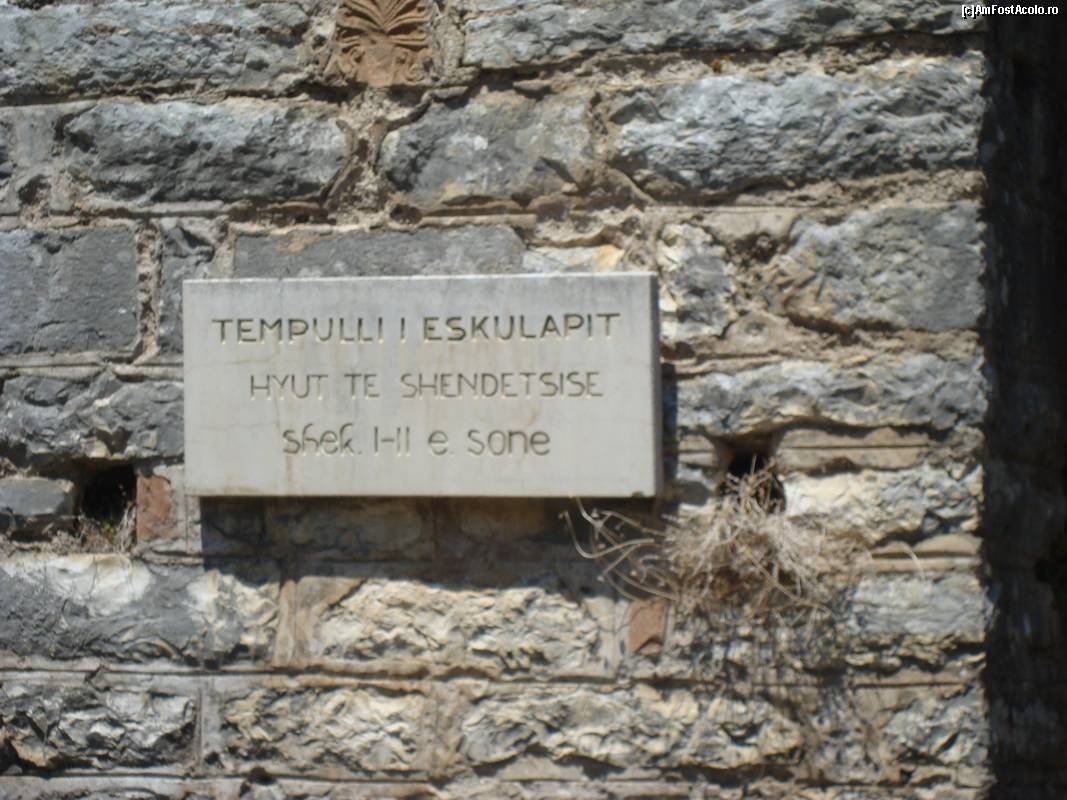 [c]AmFostAcolo.ro
TEMPULLI I ESKULAPIT
HYUT TE SHENDETSISE
shek. I-II e. sone